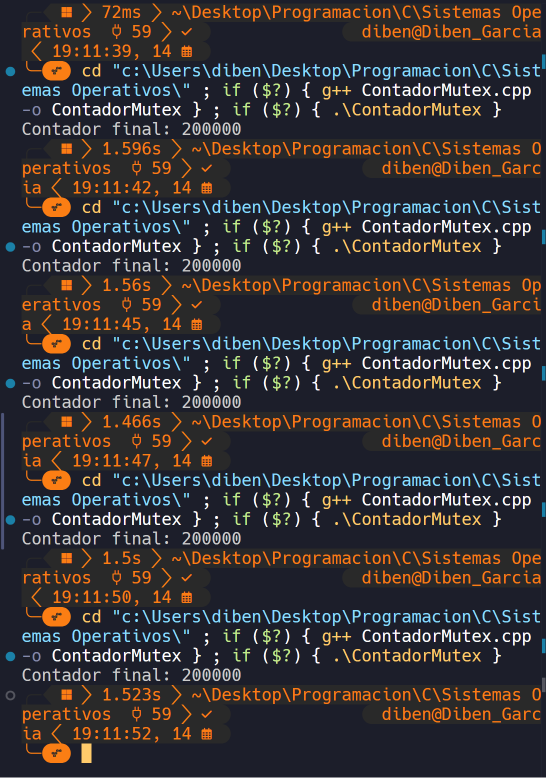 72ms ~\Desktop\Programacion\C\Sistemas Ope
rativos 59 ✓ diben@Diben_Garcia
19:11:39, 14
cd "c:\Users\diben\Desktop\Programacion\C\Sist
emas Operativos\" ; if ($?) { g++ ContadorMutex.cpp
-o ContadorMutex } ; if ($?) { .\ContadorMutex }
Contador final: 200000
1.596s ~\Desktop\Programacion\C\Sistemas O
perativos 59 ✓ diben@Diben_Garc
ia 19:11:42, 14
cd "c:\Users\diben\Desktop\Programacion\C\Sist
emas Operativos\" ; if ($?) { g++ ContadorMutex.cpp
-o ContadorMutex } ; if ($?) { .\ContadorMutex }
Contador final: 200000
1.56s ~\Desktop\Programacion\C\Sistemas Op
erativos 59 ✓ diben@Diben_Garci
a 19:11:45, 14
cd "c:\Users\diben\Desktop\Programacion\C\Sist
emas Operativos\" ; if ($?) { g++ ContadorMutex.cpp
-o ContadorMutex } ; if ($?) { .\ContadorMutex }
Contador final: 200000
1.466s ~\Desktop\Programacion\C\Sistemas O
perativos 59 ✓ diben@Diben_Garc
ia 19:11:47, 14
cd "c:\Users\diben\Desktop\Programacion\C\Sist
emas Operativos\" ; if ($?) { g++ ContadorMutex.cpp
-o ContadorMutex } ; if ($?) { .\ContadorMutex }
Contador final: 200000
1.5s ~\Desktop\Programacion\C\Sistemas Ope
rativos 59 ✓ diben@Diben_Garcia
19:11:50, 14
cd "c:\Users\diben\Desktop\Programacion\C\Sist
emas Operativos\" ; if ($?) { g++ ContadorMutex.cpp
-o ContadorMutex } ; if ($?) { .\ContadorMutex }
Contador final: 200000
1.523s ~\Desktop\Programacion\C\Sistemas O
perativos 59 ✓ diben@Diben_Garc
ia 19:11:52, 14